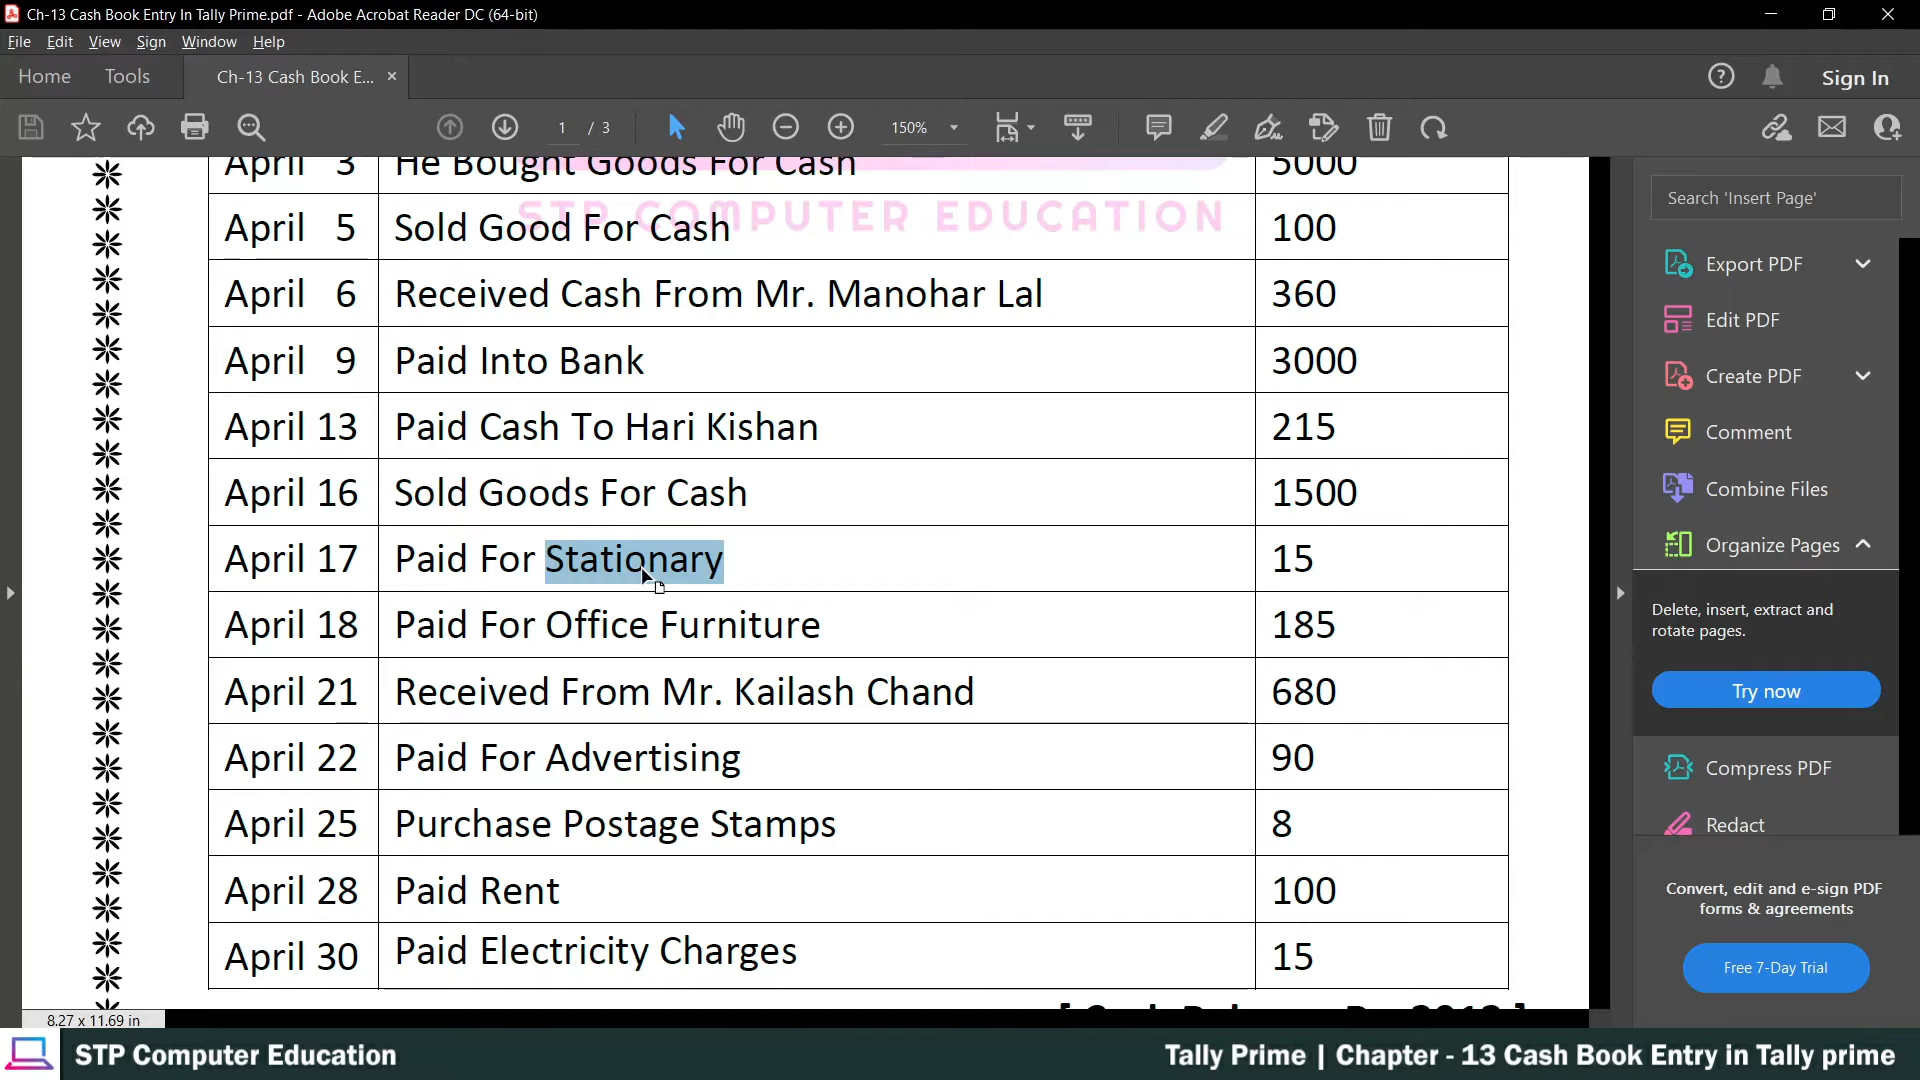 Ch-13 Cash Book Entry In Tally Prime.pdf - Adobe Acrobat Reader DC (64-bit)
File Edit View Sign Window Help
Home Tools Ch-13 Cash Book E... × Sign In
1 / 3 150%
April 3 He Bought Goods For Cash 5000
STP COMPUTER EDUCATION
April 5 Sold Good For Cash 100
April 6 Received Cash From Mr. Manohar Lal 360
April 9 Paid Into Bank 3000
April 13 Paid Cash To Hari Kishan 215
April 16 Sold Goods For Cash 1500
April 17 Paid For Stationary 15
April 18 Paid For Office Furniture 185
April 21 Received From Mr. Kailash Chand 680
April 22 Paid For Advertising 90
April 25 Purchase Postage Stamps 8
April 28 Paid Rent 100
April 30 Paid Electricity Charges 15
8.27 x 11.69 in
Search 'Insert Page'
Export PDF
Edit PDF
Create PDF
Comment
Combine Files
Organize Pages
Delete, insert, extract and
rotate pages.
Try now
Compress PDF
Redact
Convert, edit and e-sign PDF
forms & agreements
Free 7-Day Trial
STP Computer Education
Tally Prime | Chapter - 13 Cash Book Entry in Tally prime